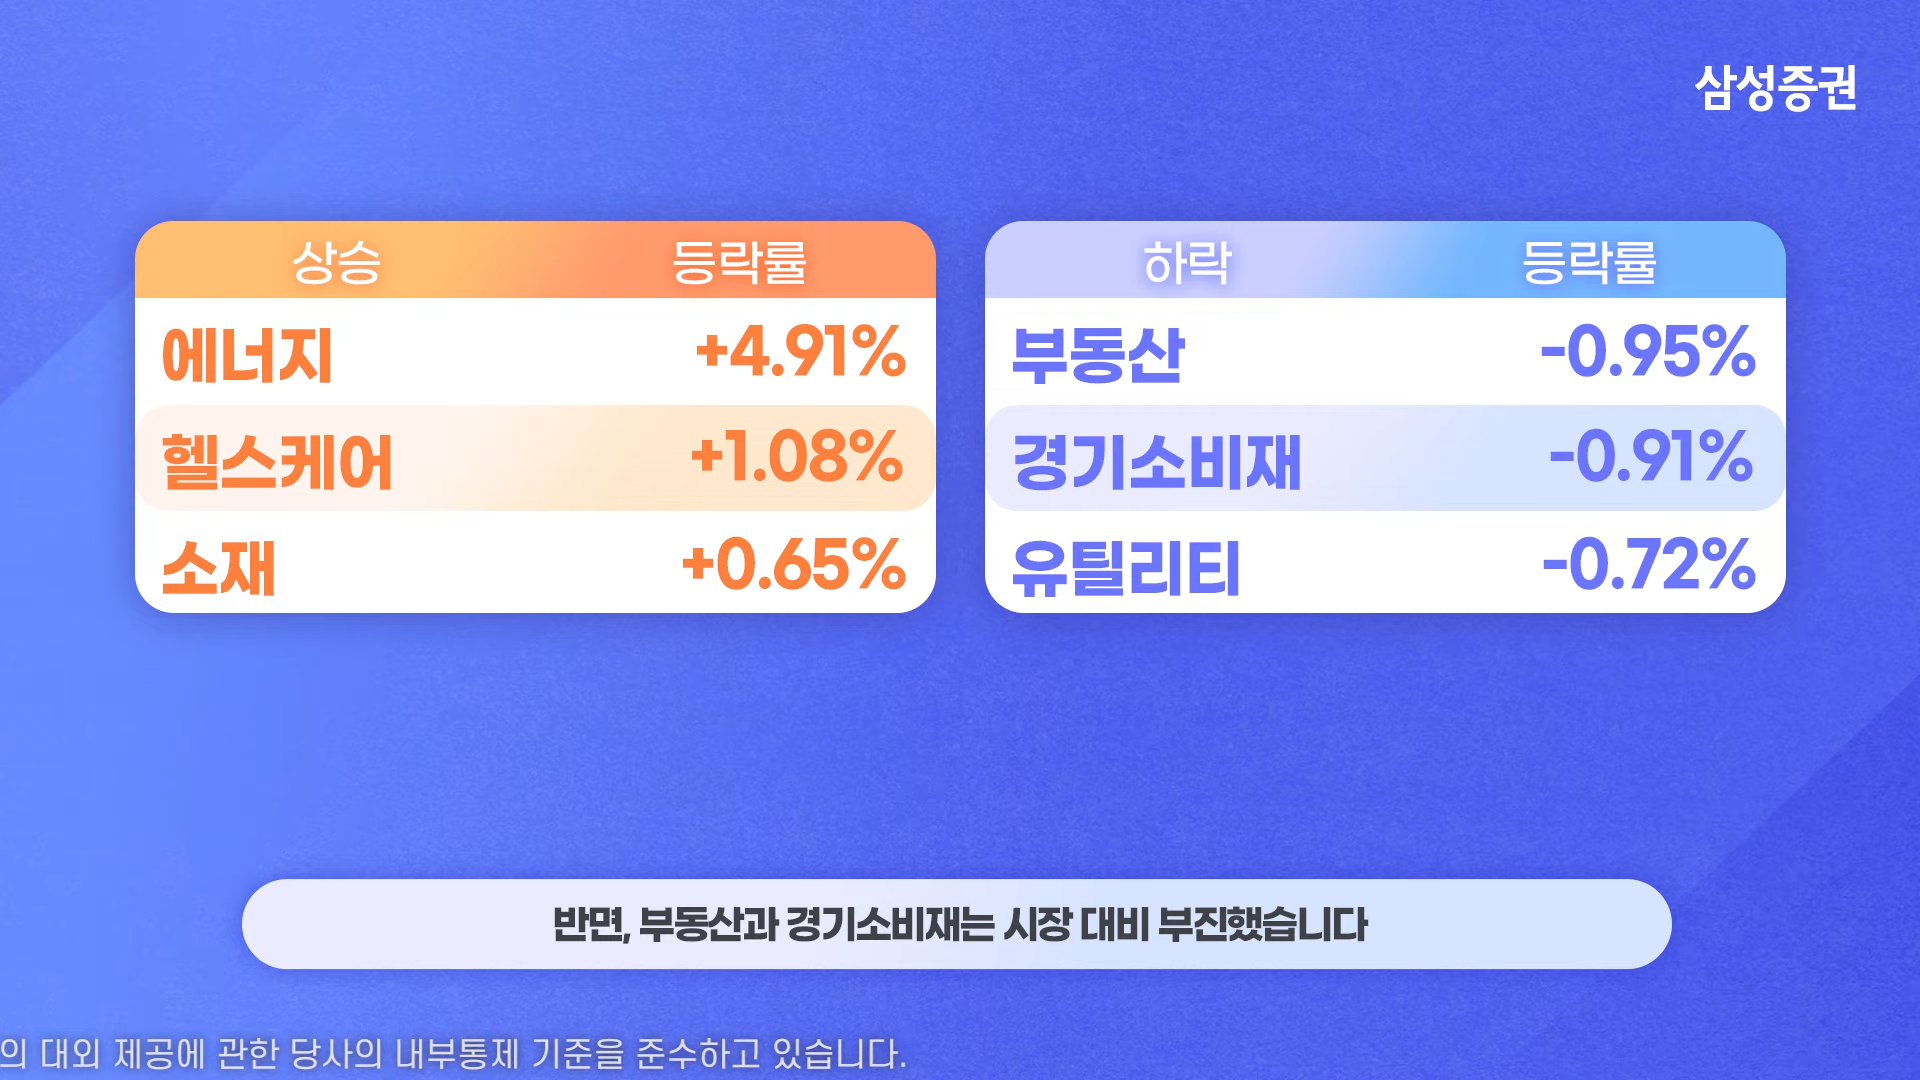 삼성증권
상승 등락률
에너지 +4.91%
헬스케어 +1.08%
소재 +0.65%
하락 등락률
부동산 -0.95%
경기소비재 -0.91%
유틸리티 -0.72%
반면, 부동산과 경기소비재는 시장 대비 부진했습니다
의 대외 제공에 관한 당사의 내부통제 기준을 준수하고 있습니다.